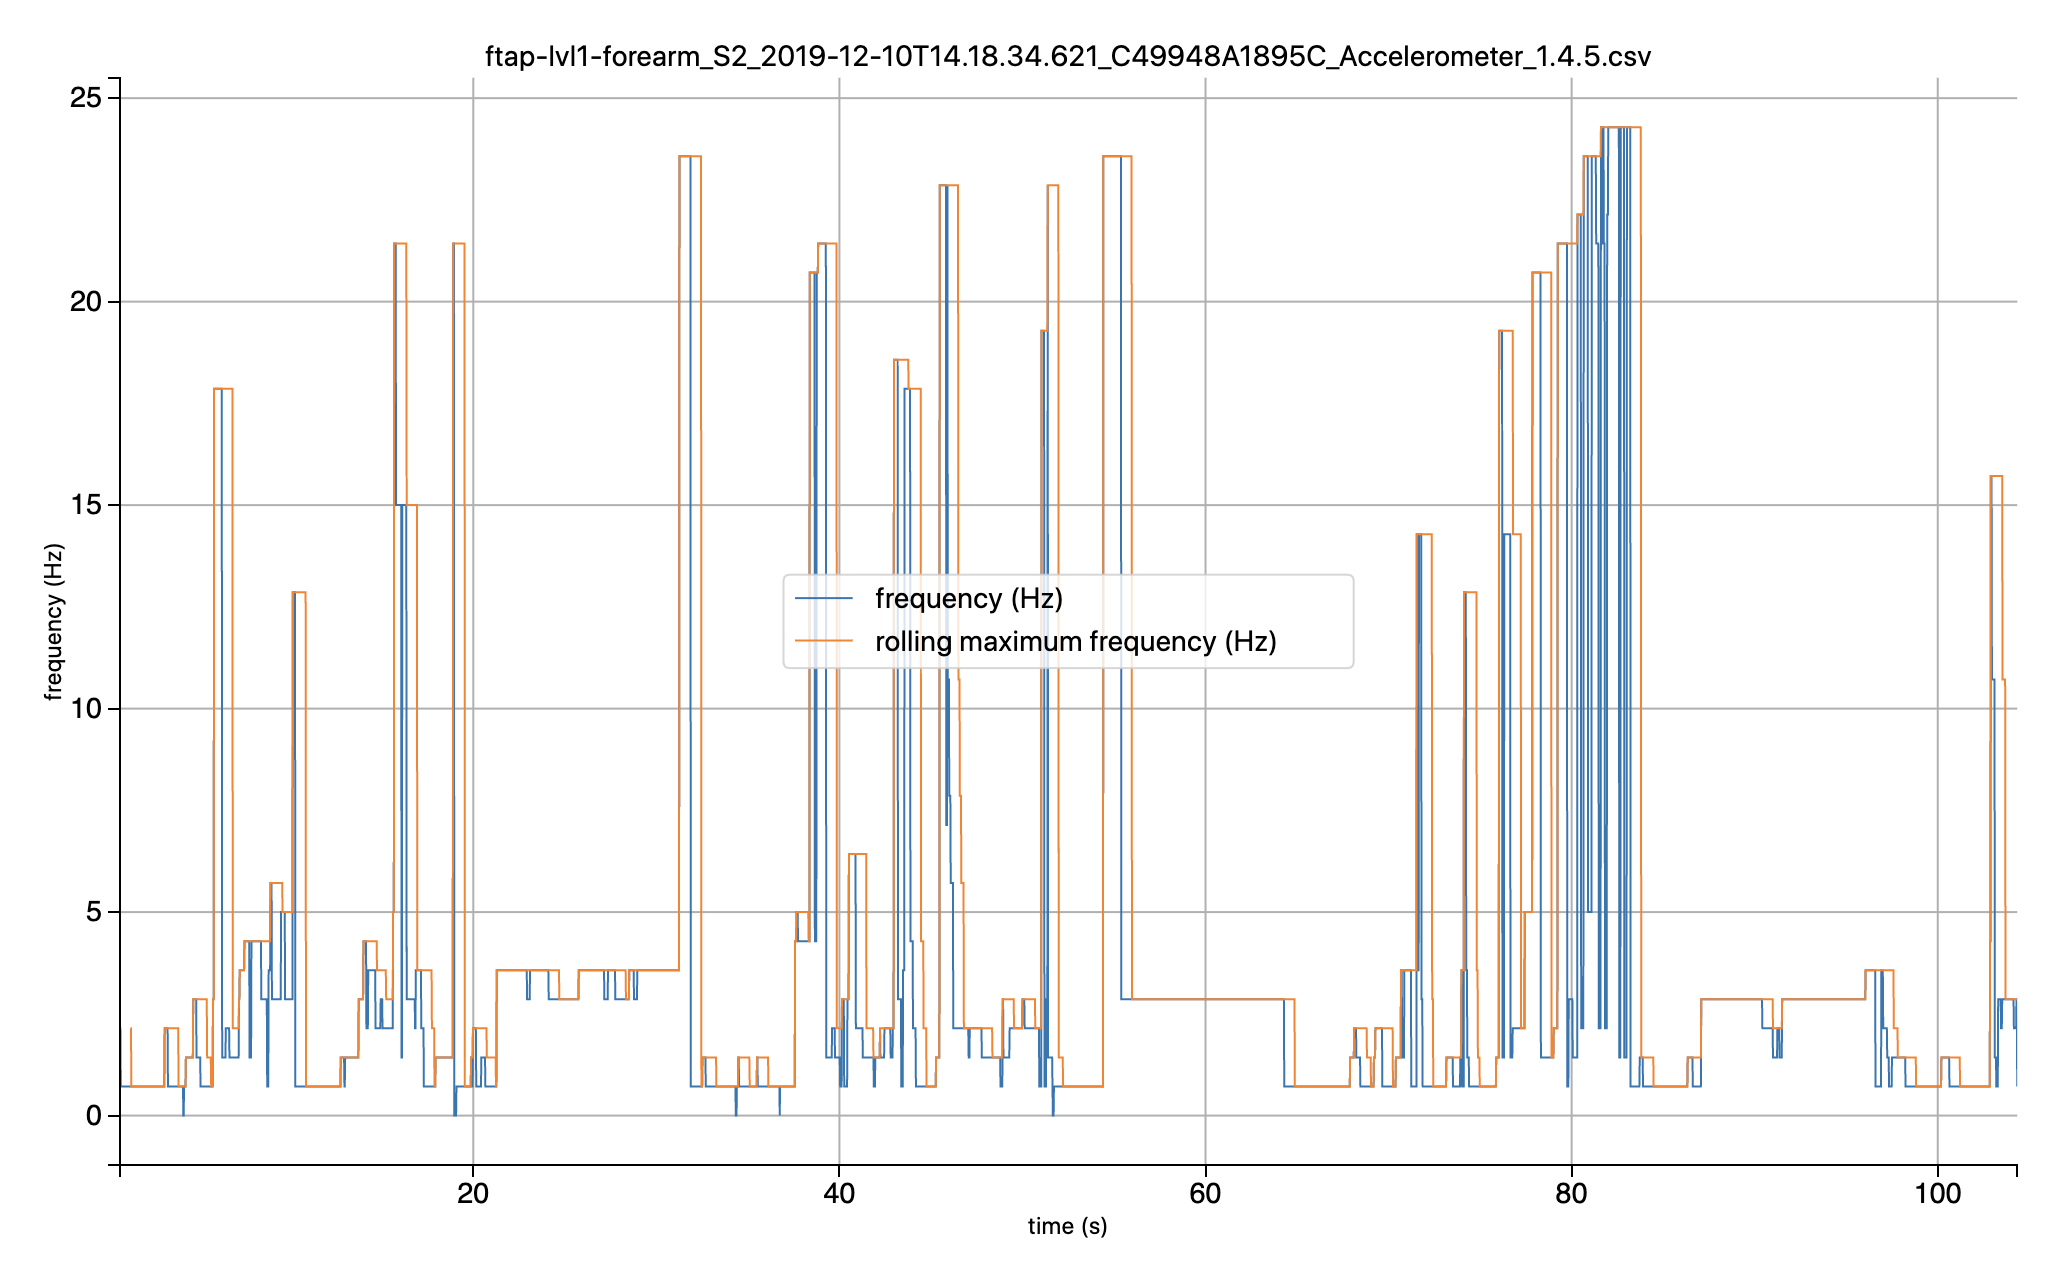 ftap-lvl1-forearm_S2_2019-12-10T14.18.34.621_C49948A1895C_Accelerometer_1.4.5.csv
25
20
15
10
5
0
frequency (Hz)
frequency (Hz)
rolling maximum frequency (Hz)
20
40
60
80
100
time (s)